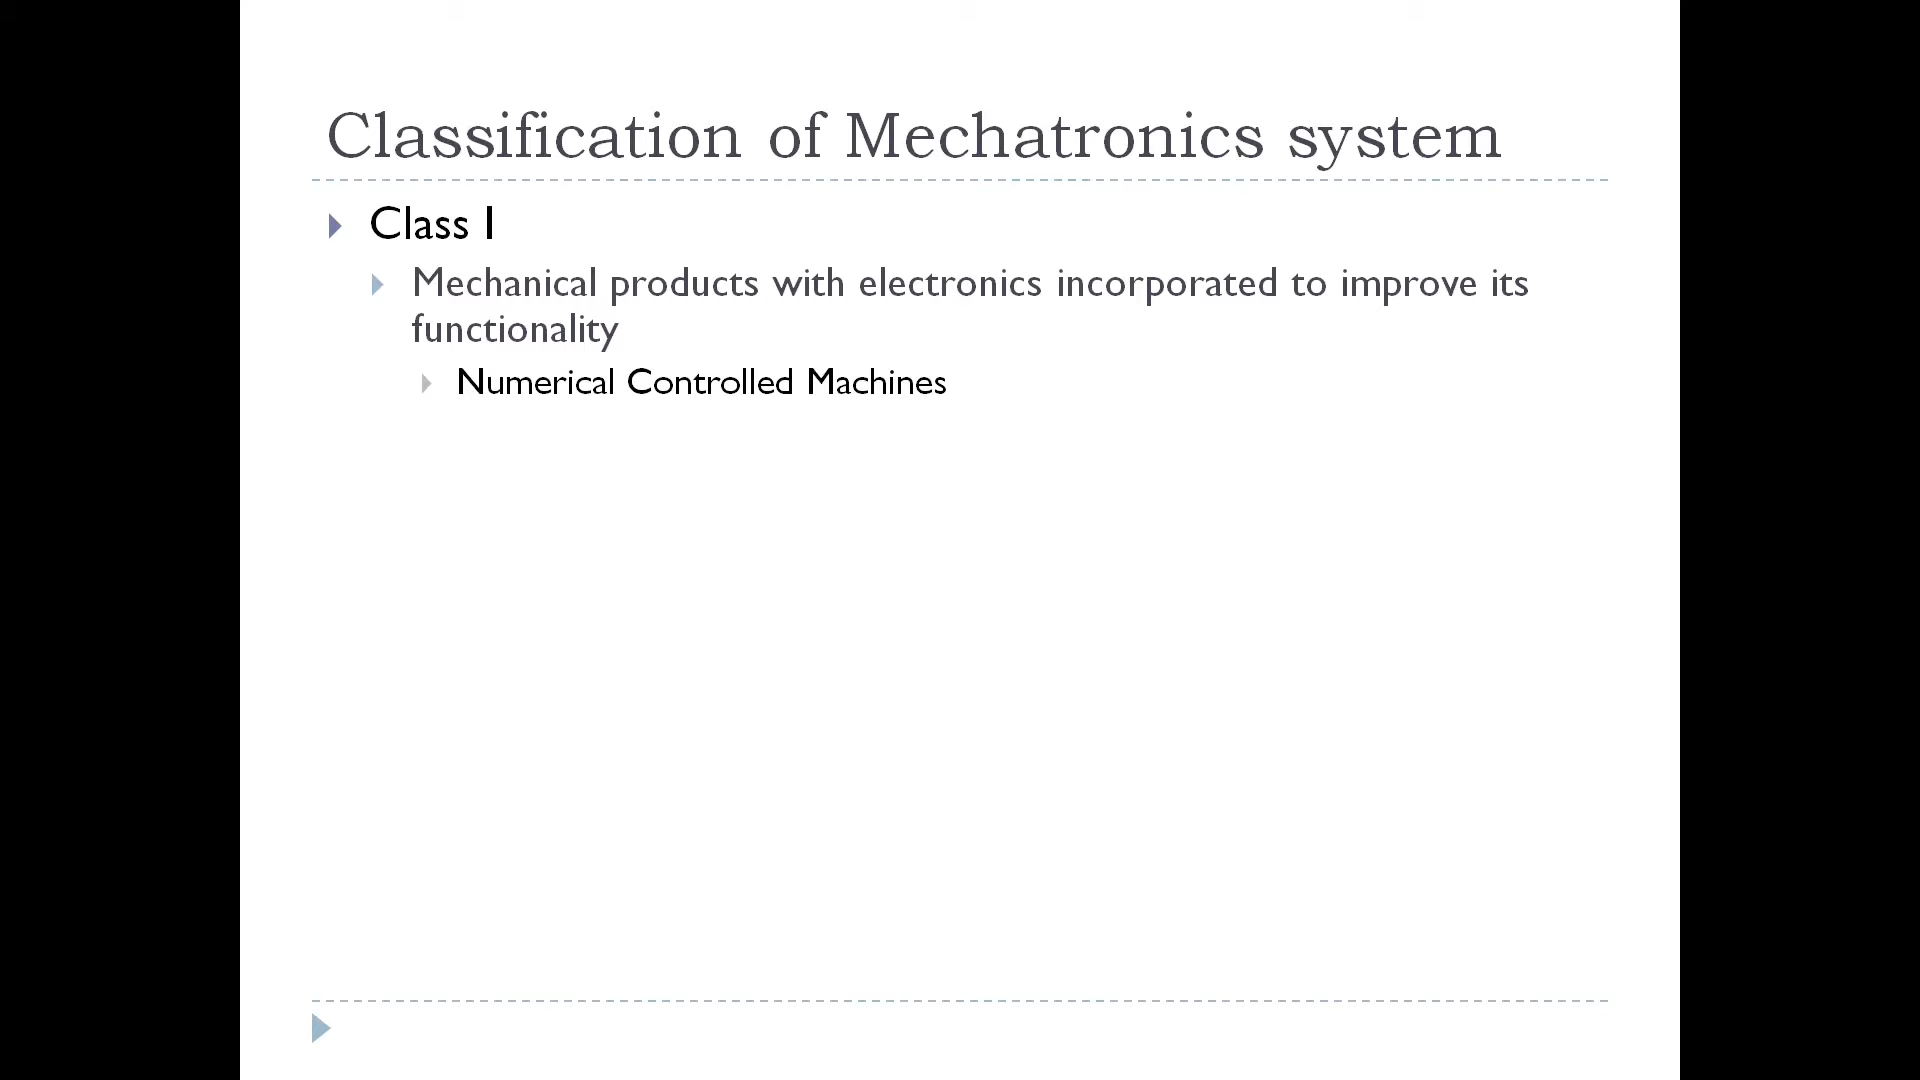 Classification of Mechatronics system
Class I
Mechanical products with electronics incorporated to improve its
functionality
Numerical Controlled Machines